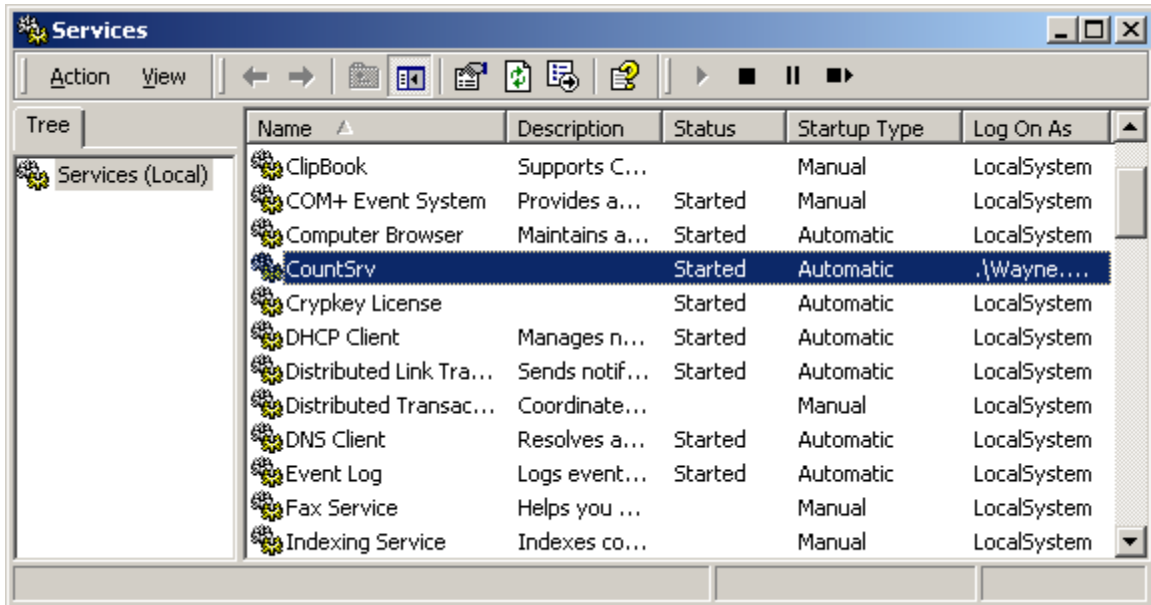 Services
Action View
Tree
Services (Local)
Name Description Status Startup Type Log On As
ClipBook Supports C... Manual LocalSystem
COM+ Event System Provides a... Started Manual LocalSystem
Computer Browser Maintains a... Started Automatic LocalSystem
CountSrv Started Automatic .\Wayne....
Crypkey License Started Automatic LocalSystem
DHCP Client Manages n... Started Automatic LocalSystem
Distributed Link Tra... Sends notif... Started Automatic LocalSystem
Distributed Transac... Coordinate... Manual LocalSystem
DNS Client Resolves a... Started Automatic LocalSystem
Event Log Logs event... Started Automatic LocalSystem
Fax Service Helps you ... Manual LocalSystem
Indexing Service Indexes co... Manual LocalSystem